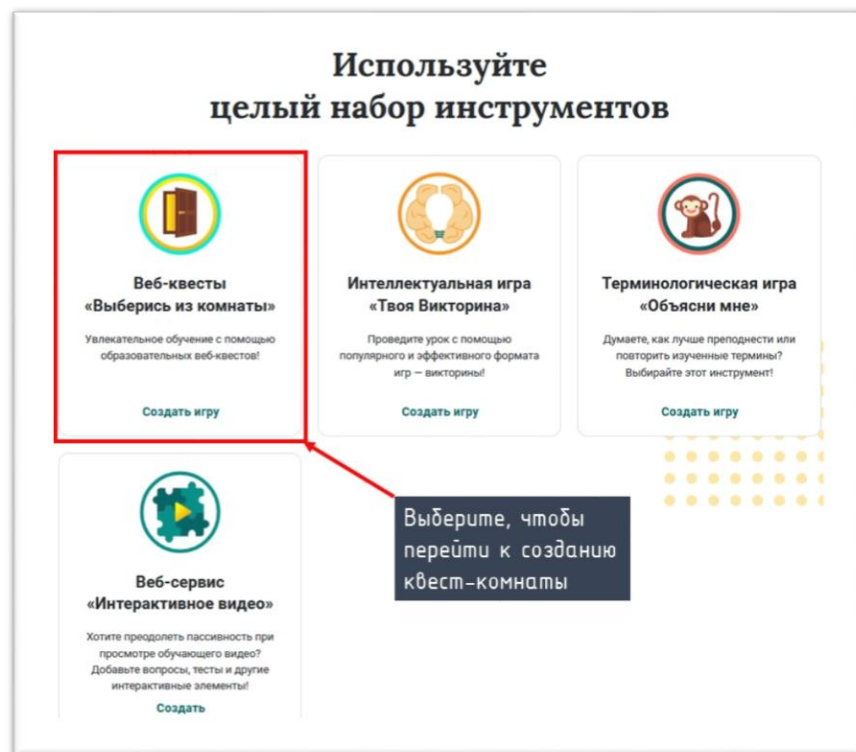 Используйте
целый набор инструментов
Веб-квесты
«Выберись из комнаты»
Увлекательное обучение с помощью
образовательных веб-квестов!
Создать игру
Интеллектуальная игра
«Твоя Викторина»
Проведите урок с помощью
популярного и эффективного формата
игр — викторины!
Создать игру
Терминологическая игра
«Объясни мне»
Думаете, как лучше преподнести или
повторить изученные термины?
Выбирайте этот инструмент!
Создать игру
Веб-сервис
«Интерактивное видео»
Хотите преодолеть пассивность при
просмотре обучающего видео?
Добавьте вопросы, тесты и другие
интерактивные элементы!
Создать
Выберите, чтобы
перейти к созданию
квест-комнаты